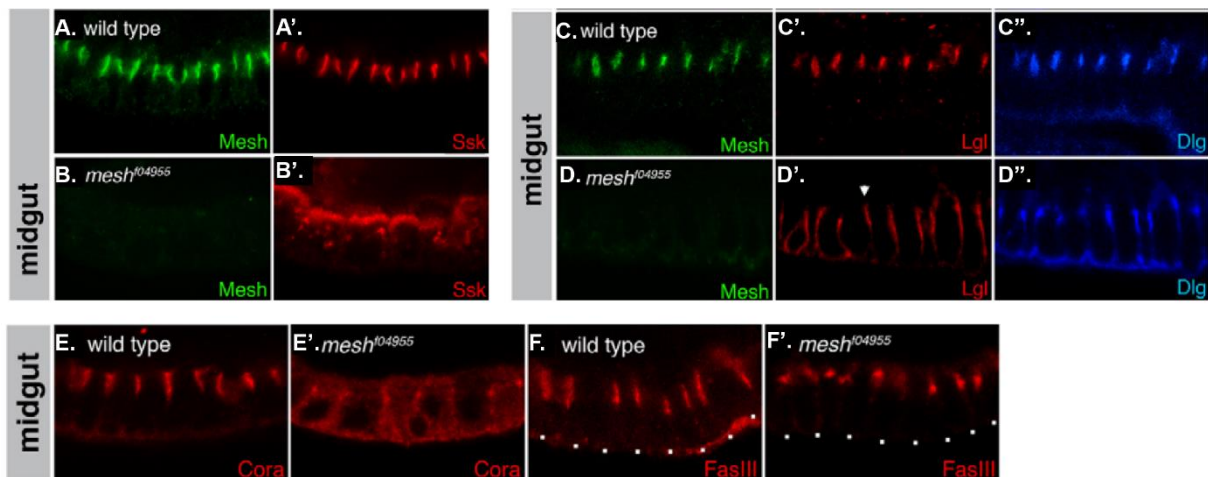 midgut
A. wild type
Mesh
A’.
Ssk
B. mesh^f04955
Mesh
B’.
Ssk
midgut
C. wild type
Mesh
C’.
Lgl
C”.
Dlg
D. mesh^f04955
Mesh
D’.
Lgl
D”.
Dlg
midgut
E. wild type
Cora
E’. mesh^f04955
Cora
F. wild type
FasIII
F’. mesh^f04955
FasIII